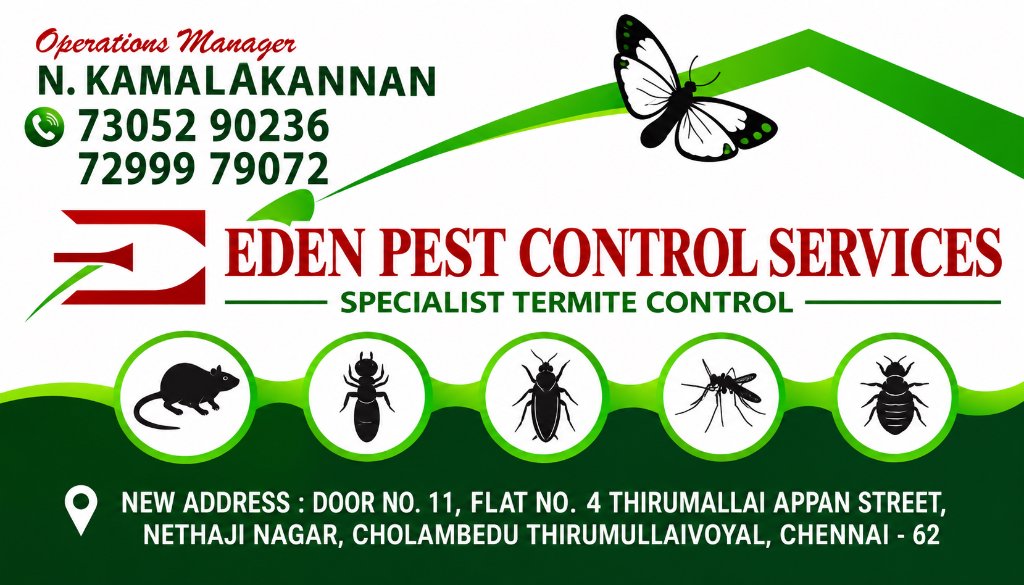 Operations Manager
N. KAMALAKANNAN
73052 90236
72999 79072
EDEN PEST CONTROL SERVICES
SPECIALIST TERMITE CONTROL
NEW ADDRESS : DOOR NO. 11, FLAT NO. 4 THIRUMALLAI APPAN STREET,
NETHAJI NAGAR, CHOLAMBEDU THIRUMULLAIVOYAL, CHENNAI - 62